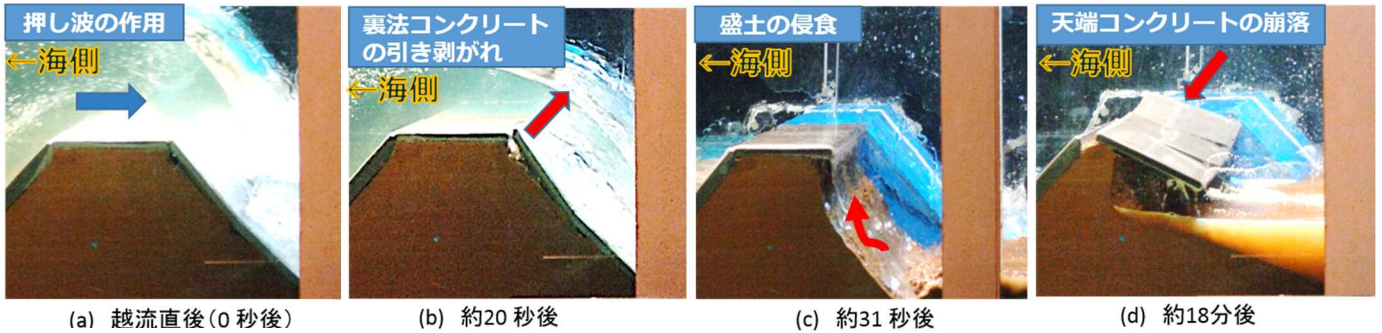 押し波の作用
←海側
裏法コンクリート
の引き剥がれ
←海側
盛土の侵食
←海側
天端コンクリートの崩落
←海側
(a) 越流直後(0 秒後)
(b) 約20 秒後
(c) 約31 秒後
(d) 約18分後